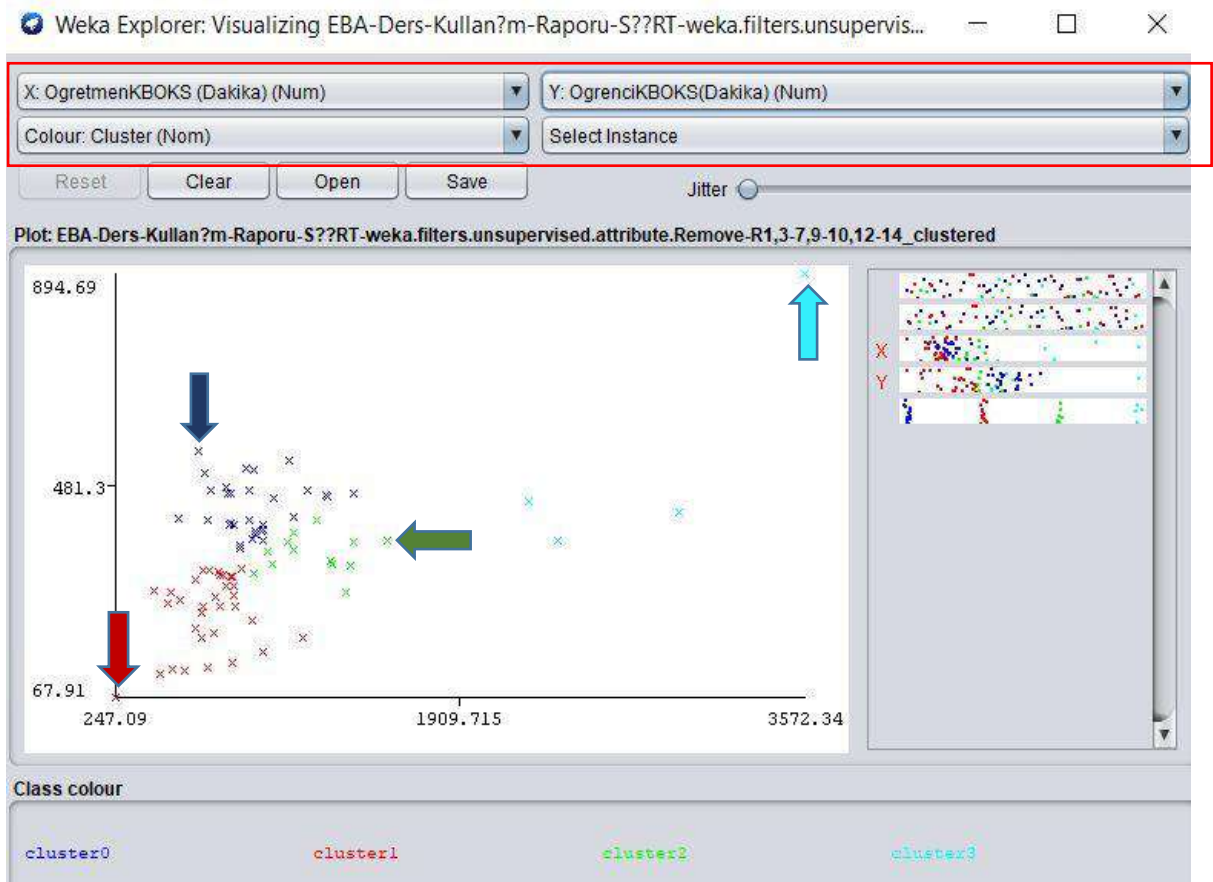 Weka Explorer: Visualizing EBA-Ders-Kullan?m-Raporu-S??RT-weka.filters.unsupervis...
X: OgretmenKBOKS (Dakika) (Num)
Y: OgrenciKBOKS(Dakika) (Num)
Colour: Cluster (Nom)
Select Instance
Reset
Clear
Open
Save
Jitter
Plot: EBA-Ders-Kullan?m-Raporu-S??RT-weka.filters.unsupervised.attribute.Remove-R1,3-7,9-10,12-14_clustered
894.69
481.3
67.91
247.09
1909.715
3572.34
X
Y
Class colour
cluster0
cluster1
cluster2
cluster3